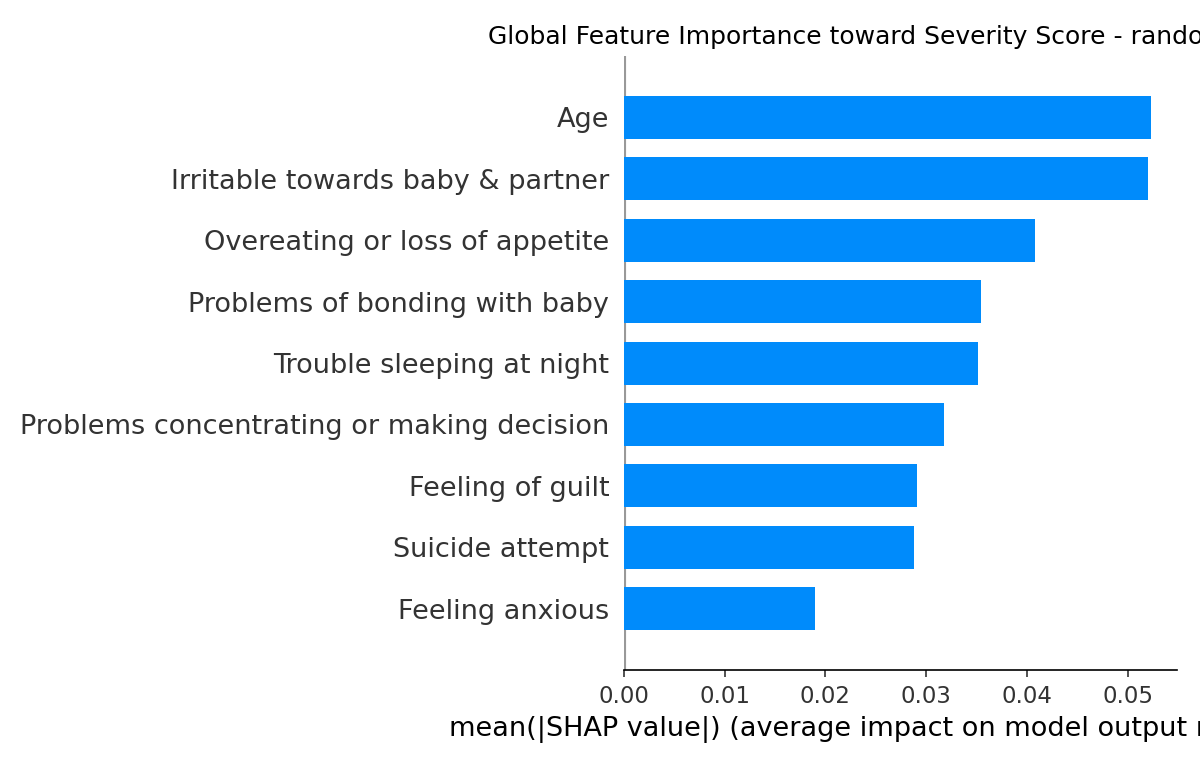 Global Feature Importance toward Severity Score - rando
Age
Irritable towards baby & partner
Overeating or loss of appetite
Problems of bonding with baby
Trouble sleeping at night
Problems concentrating or making decision
Feeling of guilt
Suicide attempt
Feeling anxious
0.00 0.01 0.02 0.03 0.04 0.05
mean(|SHAP value|) (average impact on model output